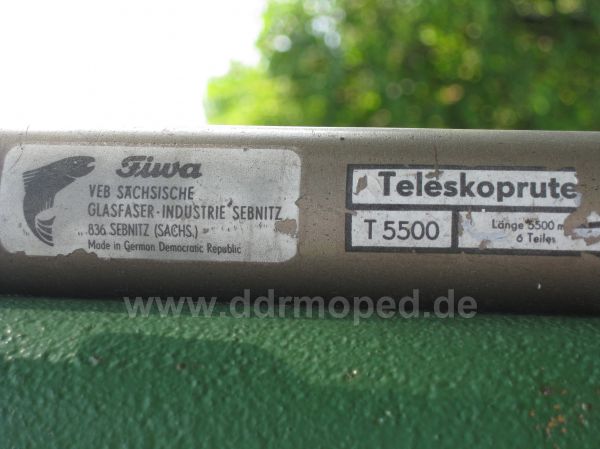 Fiwa
VEB SÄCHSISCHE
GLASFASER-INDUSTRIE SEBNITZ
836 SEBNITZ (SACHS.)
Made in German Democratic Republic
Teleskoprute
T 5500
Länge 5500 m
6 Teile
www.ddrmoped.de